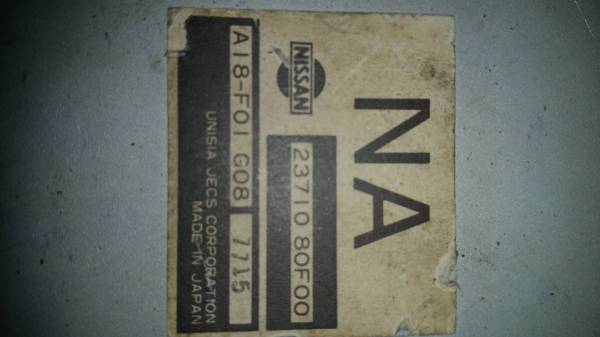 NA
NISSAN
23710 80F00
A18-F01 G08 7715
UNISIA JECS CORPORATION
MADE IN JAPAN